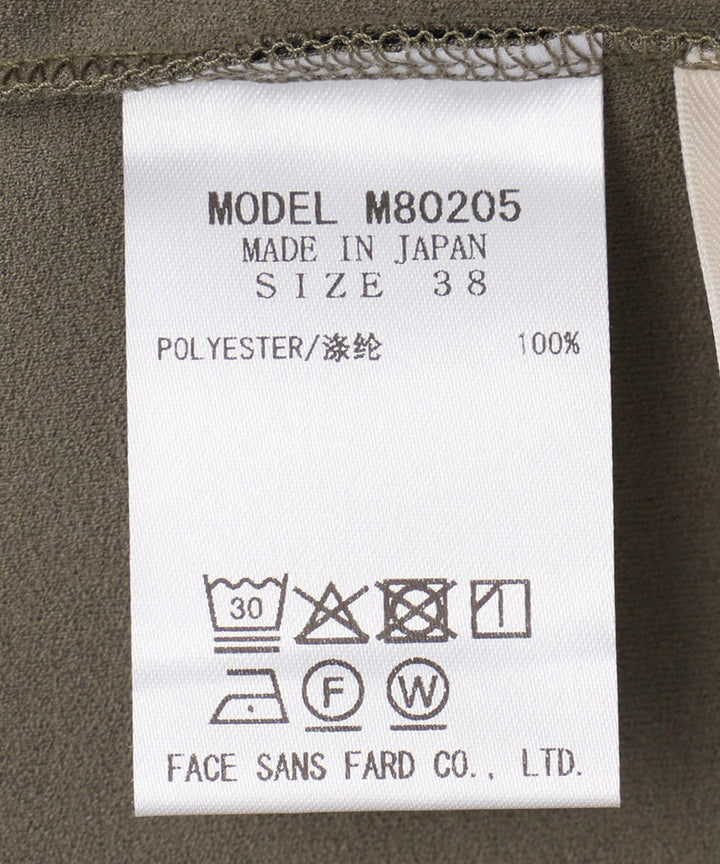 MODEL M80205
MADE IN JAPAN
SIZE 38
POLYESTER/涤纶 100%
30
F W
FACE SANS FARD CO., LTD.